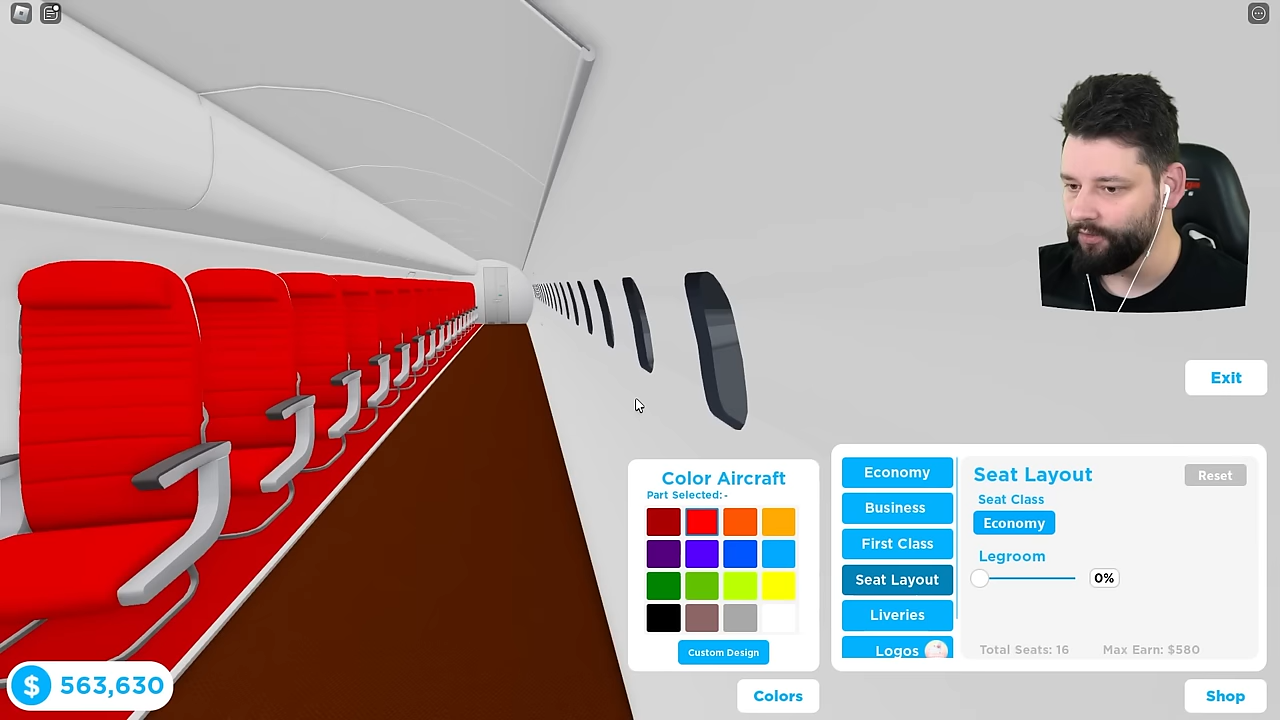 Exit
Color Aircraft
Part Selected: -
Custom Design
Colors
Economy
Business
First Class
Seat Layout
Liveries
Logos
Seat Layout
Reset
Seat Class
Economy
Legroom
0%
Total Seats: 16
Max Earn: $580
$ 563,630
Shop